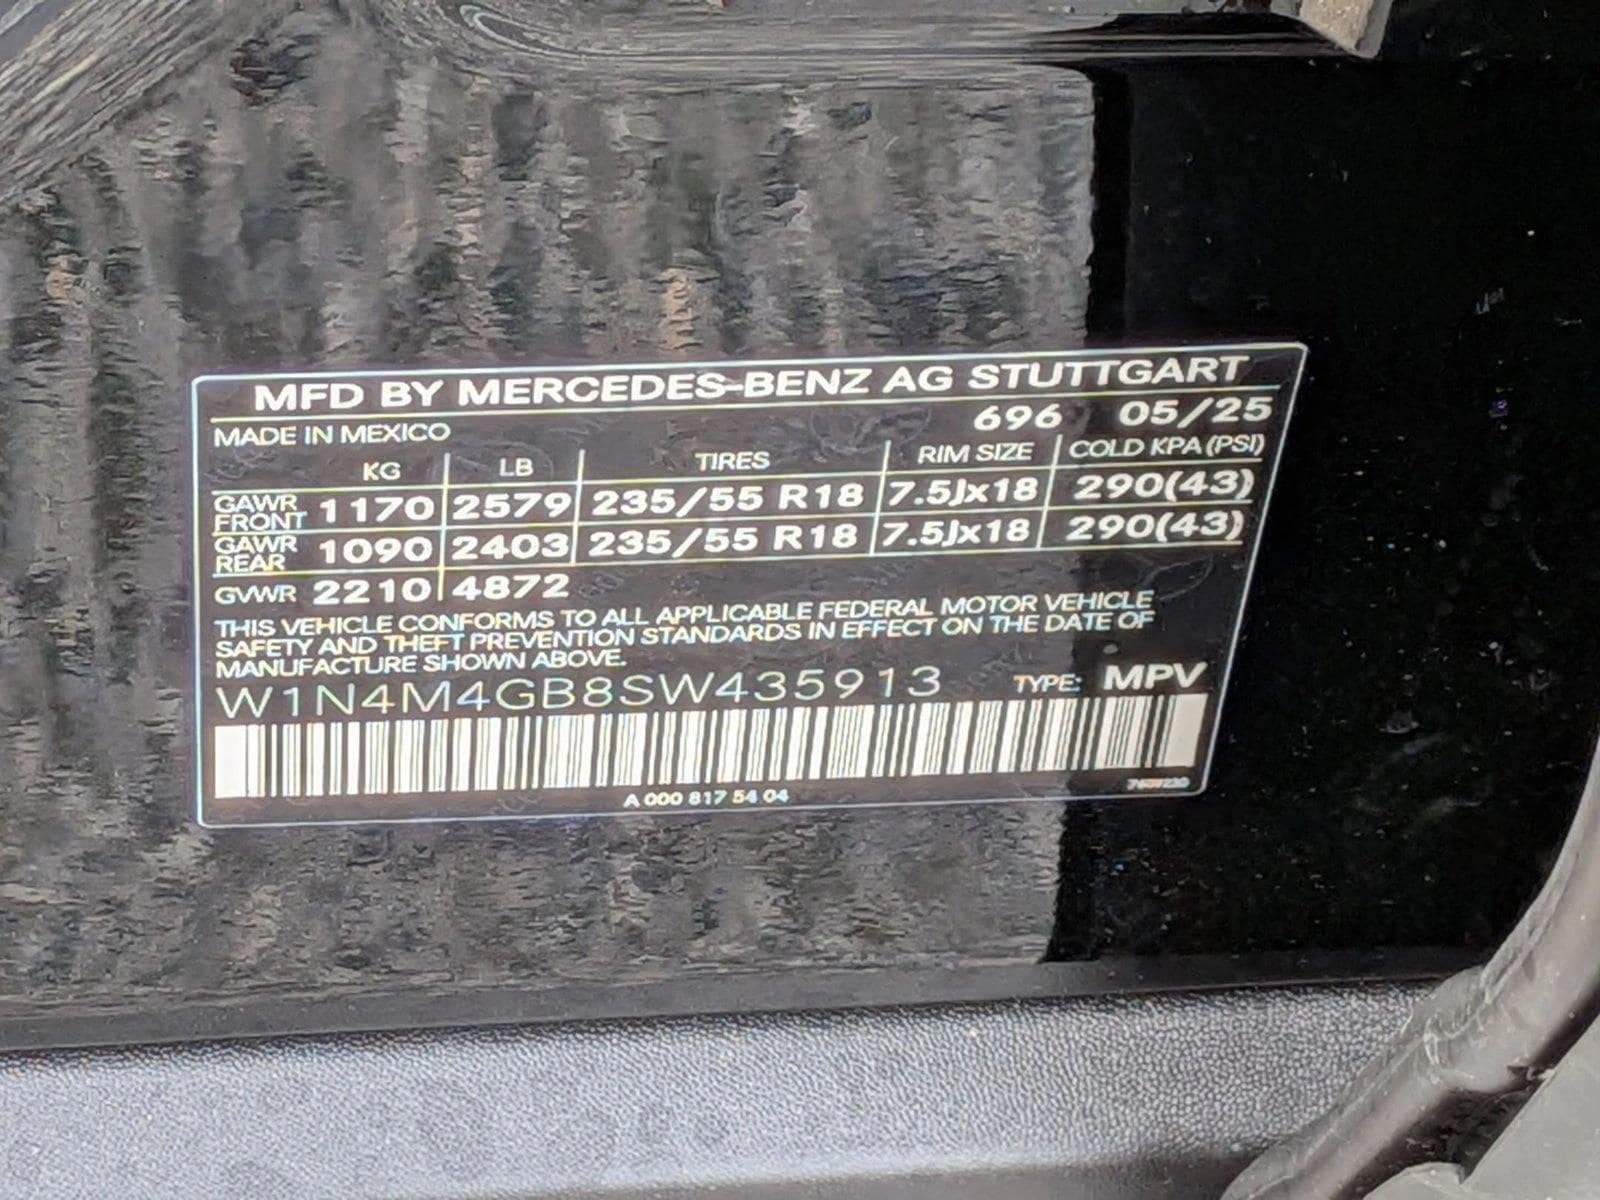 MFD BY MERCEDES-BENZ AG STUTTGART
MADE IN MEXICO 696 05/25
KG LB TIRES RIM SIZE COLD KPA (PSI)
GAWR FRONT 1170 2579 235/55 R18 7.5Jx18 290(43)
GAWR REAR 1090 2403 235/55 R18 7.5Jx18 290(43)
GVWR 2210 4872
THIS VEHICLE CONFORMS TO ALL APPLICABLE FEDERAL MOTOR VEHICLE
SAFETY AND THEFT PREVENTION STANDARDS IN EFFECT ON THE DATE OF
MANUFACTURE SHOWN ABOVE.
W1N4M4GB8SW435913 TYPE: MPV
A 000 817 54 04